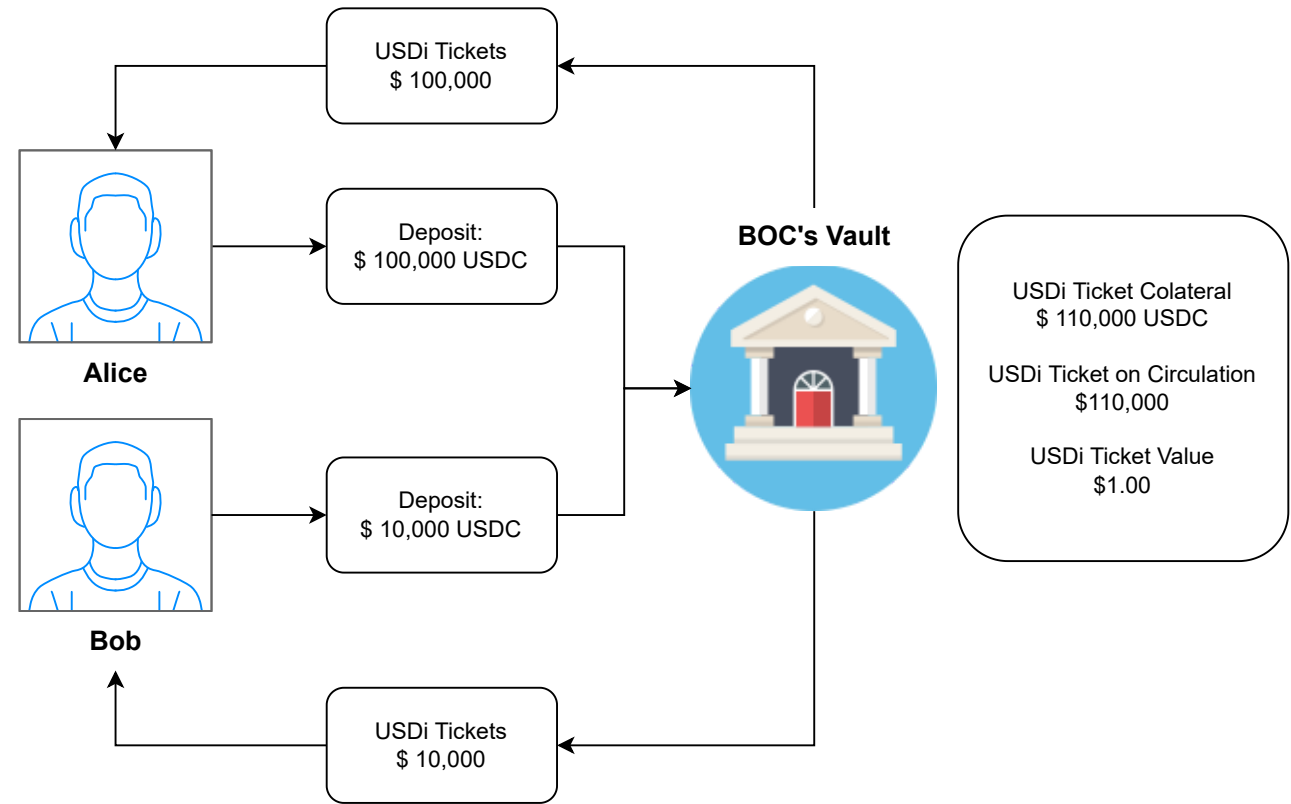 USDi Tickets
$ 100,000
Deposit:
$ 100,000 USDC
Alice
BOC's Vault
USDi Ticket Colateral
$ 110,000 USDC
USDi Ticket on Circulation
$110,000
USDi Ticket Value
$1.00
Deposit:
$ 10,000 USDC
Bob
USDi Tickets
$ 10,000